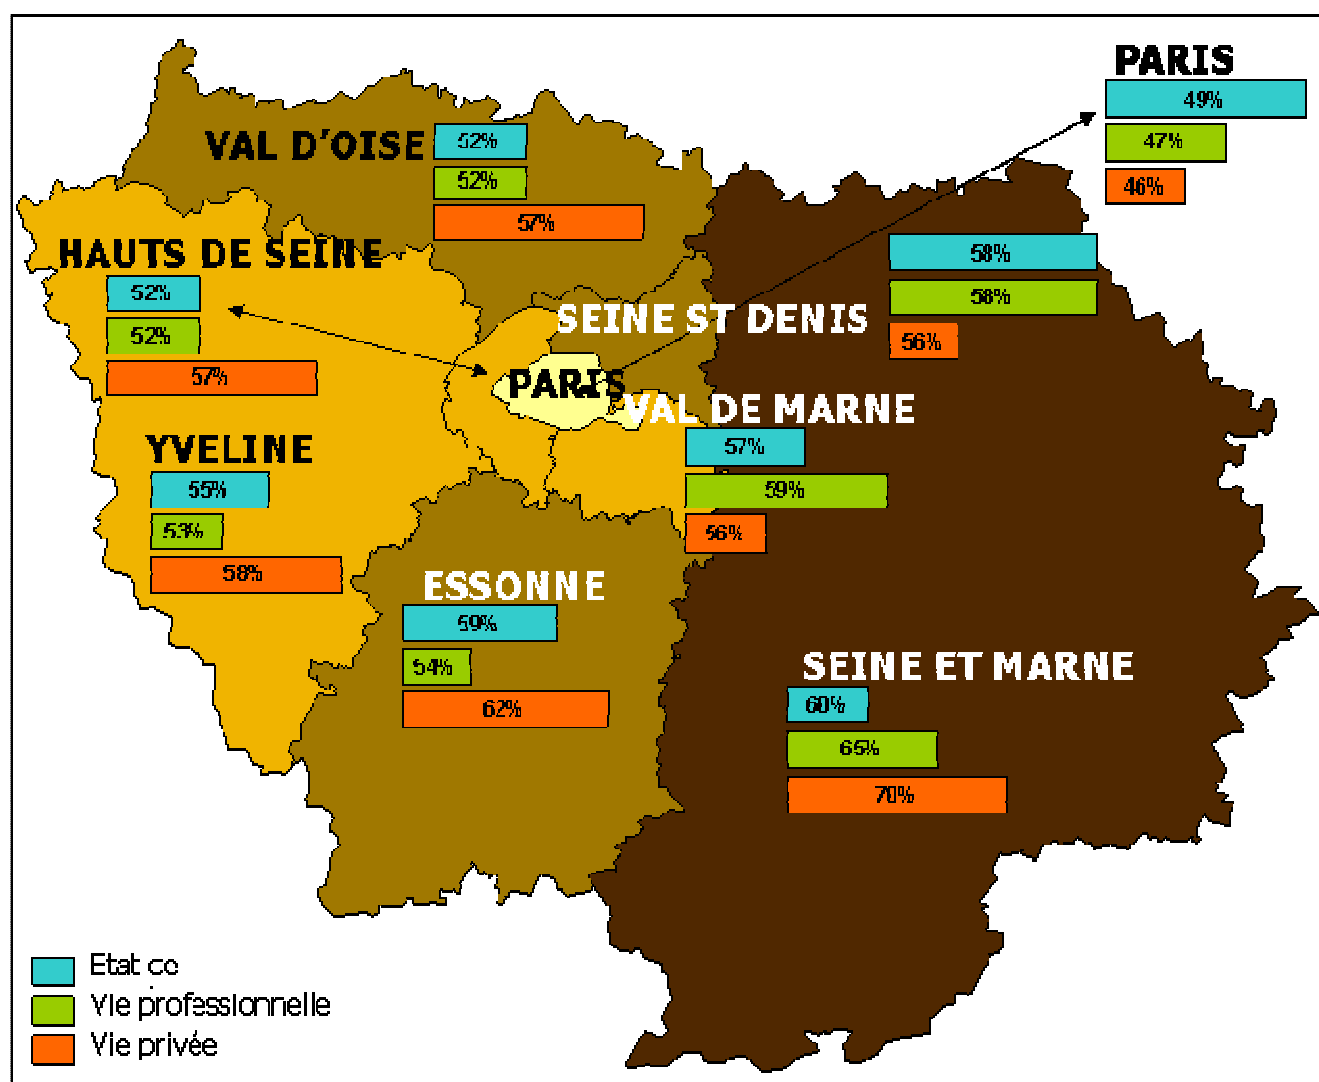 PARIS
49%
47%
46%
VAL D'OISE
52%
52%
57%
HAUTS DE SEINE
52%
52%
57%
58%
58%
56%
SEINE ST DENIS
PARIS
VAL DE MARNE
57%
59%
56%
YVELINE
55%
53%
58%
ESSONNE
59%
54%
62%
SEINE ET MARNE
60%
65%
70%
Etat co
Vie professionnelle
Vie privée